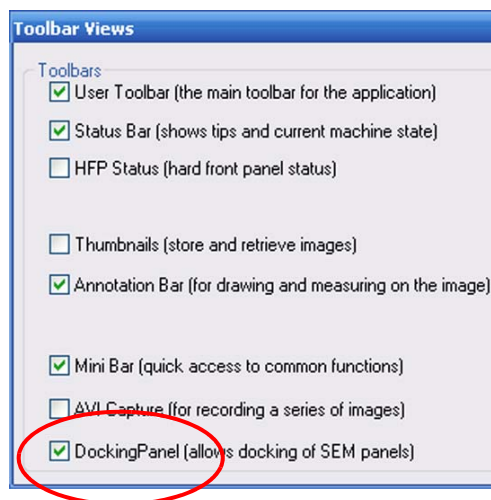 Toolbar Views
Toolbars
User Toolbar (the main toolbar for the application)
Status Bar (shows tips and current machine state)
HFP Status (hard front panel status)
Thumbnails (store and retrieve images)
Annotation Bar (for drawing and measuring on the image)
Mini Bar (quick access to common functions)
AVI Capture (for recording a series of images)
DockingPanel (allows docking of SEM panels)